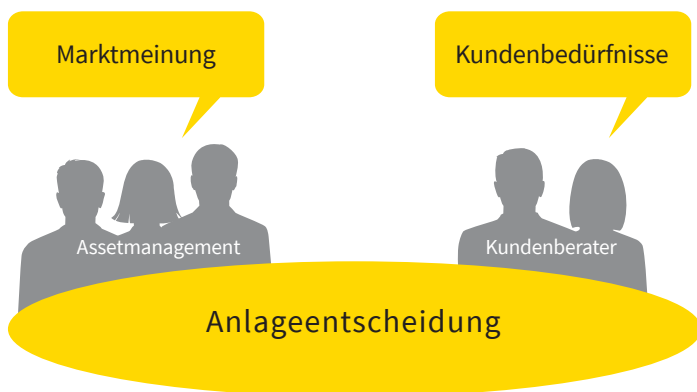 Marktmeinung
Kundenbedürfnisse
Assetmanagement
Kundenberater
Anlageentscheidung